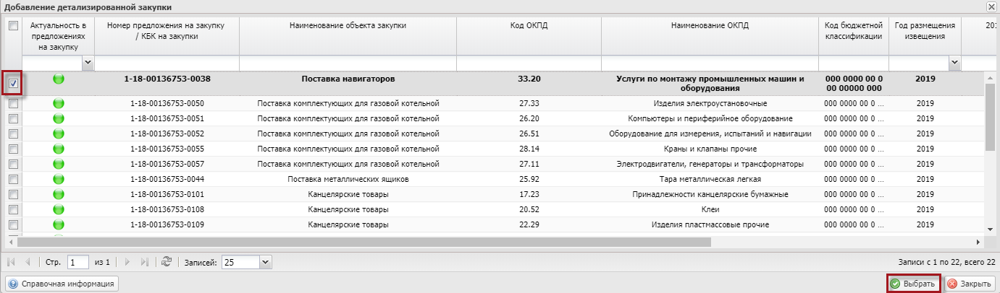 Добавление детализированной закупки
Актуальность в предложениях на закупку
Номер предложения на закупку / КБК на закупки
Наименование объекта закупки
Код ОКПД
Наименование ОКПД
Код бюджетной классификации
Год размещения извещения
201
1-18-00136753-0038 Поставка навигаторов 33.20 Услуги по монтажу промышленных машин и оборудования 000 0000 00 0 00 00000 000 2019
1-18-00136753-0050 Поставка комплектующих для газовой котельной 27.33 Изделия электроустановочные 000 0000 00 0 ... 2019
1-18-00136753-0051 Поставка комплектующих для газовой котельной 26.20 Компьютеры и периферийное оборудование 000 0000 00 0 ... 2019
1-18-00136753-0052 Поставка комплектующих для газовой котельной 26.51 Оборудование для измерения, испытаний и навигации 000 0000 00 0 ... 2019
1-18-00136753-0055 Поставка комплектующих для газовой котельной 28.14 Краны и клапаны прочие 000 0000 00 0 ... 2019
1-18-00136753-0057 Поставка комплектующих для газовой котельной 27.11 Электродвигатели, генераторы и трансформаторы 000 0000 00 0 ... 2019
1-18-00136753-0044 Поставка металлических ящиков 25.92 Тара металлическая легкая 000 0000 00 0 ... 2019
1-18-00136753-0101 Канцелярские товары 17.23 Принадлежности канцелярские бумажные 000 0000 00 0 ... 2019
1-18-00136753-0108 Канцелярские товары 20.52 Клеи 000 0000 00 0 ... 2019
1-18-00136753-0109 Канцелярские товары 22.29 Изделия пластмассовые прочие 000 0000 00 0 ... 2019
Стр. 1 из 1 Записей: 25 Записи с 1 по 22, всего 22
Справочная информация Выбрать Закрыть